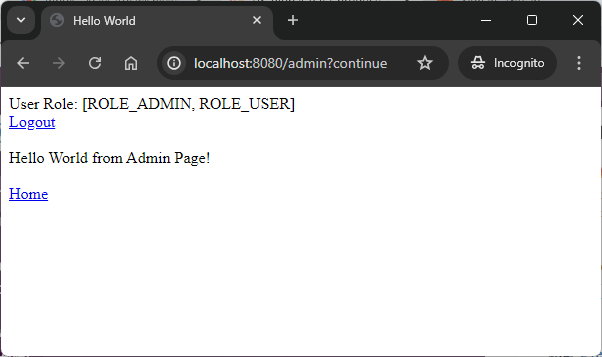 Hello World
localhost:8080/admin?continue
Incognito
User Role: [ROLE_ADMIN, ROLE_USER]
Logout
Hello World from Admin Page!
Home